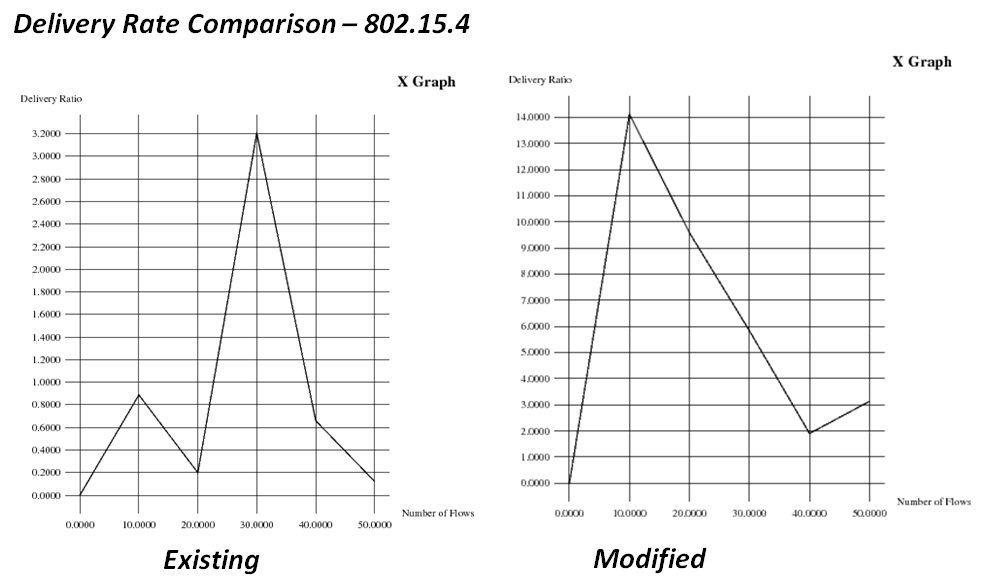 Delivery Rate Comparison – 802.15.4
X Graph
Delivery Ratio
3.2000
3.0000
2.8000
2.6000
2.4000
2.2000
2.0000
1.8000
1.6000
1.4000
1.2000
1.0000
0.8000
0.6000
0.4000
0.2000
0.0000
0.0000 10.0000 20.0000 30.0000 40.0000 50.0000
Number of Flows
Existing
X Graph
Delivery Ratio
14.0000
13.0000
12.0000
11.0000
10.0000
9.0000
8.0000
7.0000
6.0000
5.0000
4.0000
3.0000
2.0000
1.0000
0.0000
0.0000 10.0000 20.0000 30.0000 40.0000 50.0000
Number of Flows
Modified